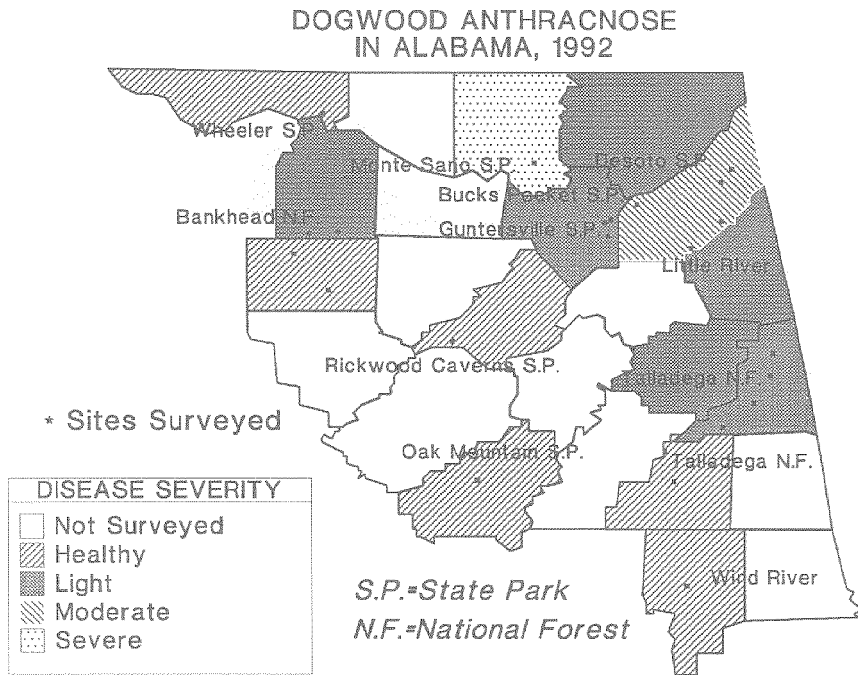 DOGWOOD ANTHRACNOSE
IN ALABAMA, 1992
Wheeler S.P.
Monte Sano S.P.
Desoto S.P.
Bucks Pocket S.P.
Bankhead N.F.
Guntersville S.P.
Little River
Rickwood Caverns S.P.
Talladega N.F.
* Sites Surveyed
Oak Mountain S.P.
Talladega N.F.
DISEASE SEVERITY
Not Surveyed
Healthy
Light
Moderate
Severe
Wind River
S.P.=State Park
N.F.=National Forest